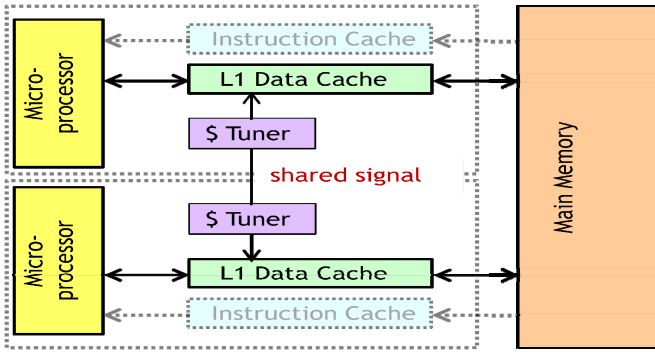 Instruction Cache
L1 Data Cache
Micro-
processor
$ Tuner
shared signal
Main Memory
$ Tuner
Micro-
processor
L1 Data Cache
Instruction Cache